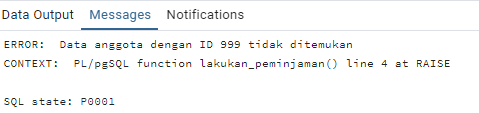 Data Output Messages Notifications
ERROR:  Data anggota dengan ID 999 tidak ditemukan
CONTEXT:  PL/pgSQL function lakukan_peminjaman() line 4 at RAISE
SQL state: P0001